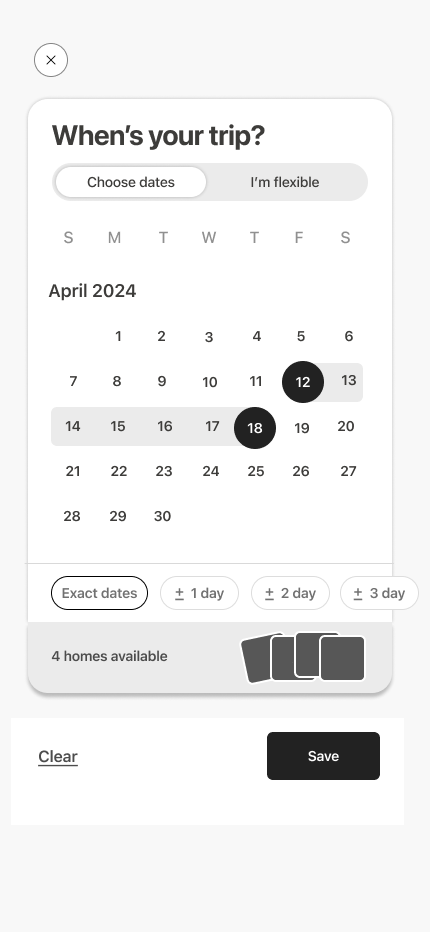 When's your trip?
Choose dates I'm flexible
S M T W T F S
April 2024
1 2 3 4 5 6
7 8 9 10 11 12 13
14 15 16 17 18 19 20
21 22 23 24 25 26 27
28 29 30
Exact dates ± 1 day ± 2 day ± 3 day
4 homes available
Clear Save